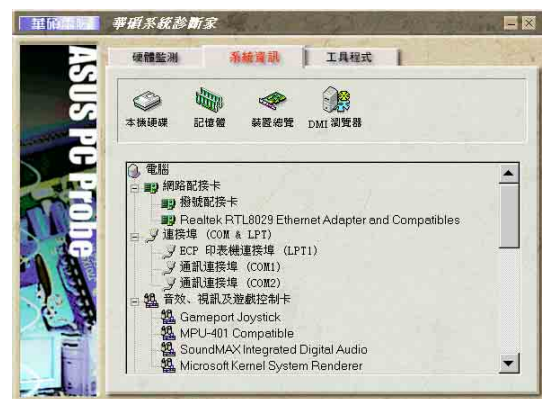 華碩電腦 華碩系統診斷家
ASUS PC Probe
硬體監測 系統資訊 工具程式
本機硬碟 記憶體 裝置總覽 DMI 瀏覽器
電腦
網路配接卡
撥號配接卡
Realtek RTL8029 Ethernet Adapter and Compatibles
連接埠 (COM & LPT)
ECP 印表機連接埠 (LPT1)
通訊連接埠 (COM1)
通訊連接埠 (COM2)
音效、視訊及遊戲控制卡
Gameport Joystick
MPU-401 Compatible
SoundMAX Integrated Digital Audio
Microsoft Kernel System Renderer